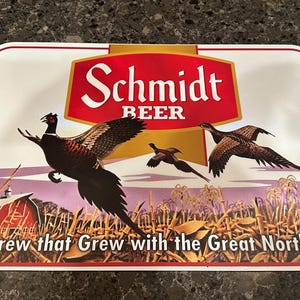 Schmidt
BEER
rew that Grew with the Great Nort